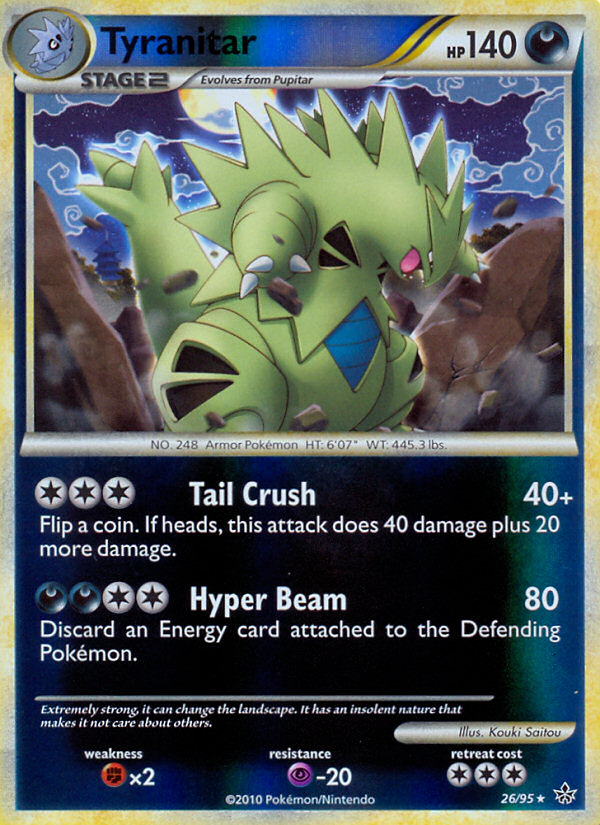 Tyranitar HP 140
STAGE 2 Evolves from Pupitar
NO. 248 Armor Pokémon HT: 6'07" WT: 445.3 lbs.
Tail Crush 40+
Flip a coin. If heads, this attack does 40 damage plus 20
more damage.
Hyper Beam 80
Discard an Energy card attached to the Defending
Pokémon.
Extremely strong, it can change the landscape. It has an insolent nature that
makes it not care about others.
Illus. Kouki Saitou
weakness resistance retreat cost
×2 -20
©2010 Pokémon/Nintendo 26/95 ★